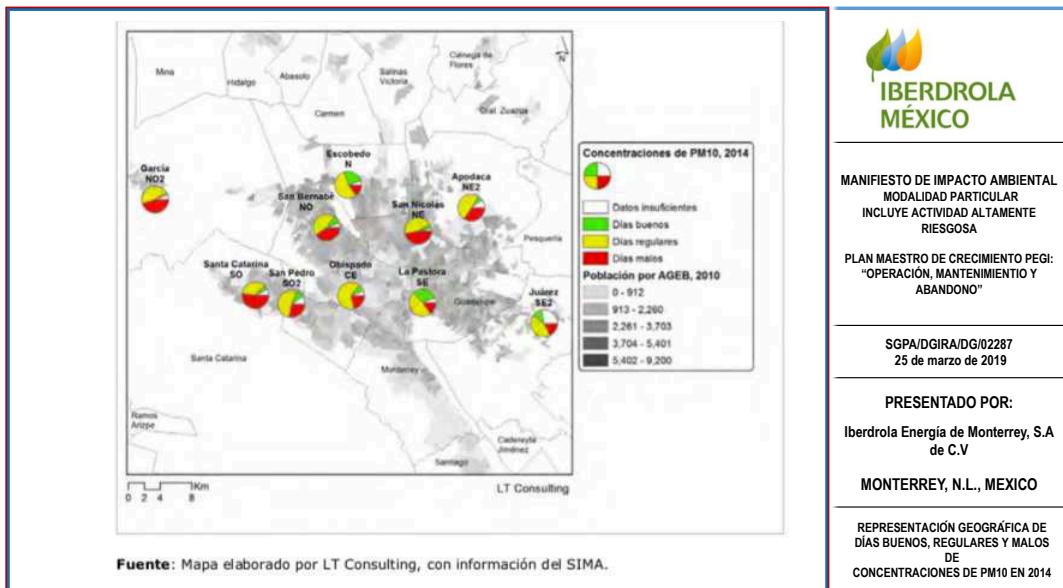 Mina
Hidalgo
Abasolo
Salinas
Victoria
Ciénega de
Flores
N
Gral. Zuazua
Carmen
Escobedo
N
García
NO2
Apodaca
NE2
San Bernabé
NO
San Nicolás
NE
Pesquería
Santa Catarina
SO
San Pedro
SO2
Obispado
CE
La Pastora
SE
Guadalupe
Juárez
SE2
Santa Catarina
Monterrey
Ramos
Arizpe
Cadereyta
Jiménez
Santiago
Km
0 2 4 8
LT Consulting
Concentraciones de PM10, 2014
Datos insuficientes
Días buenos
Días regulares
Días malos
Población por AGEB, 2010
0 - 912
913 - 2,260
2,261 - 3,703
3,704 - 5,401
5,402 - 9,200
Fuente: Mapa elaborado por LT Consulting, con información del SIMA.
IBERDROLA
MÉXICO
MANIFIESTO DE IMPACTO AMBIENTAL
MODALIDAD PARTICULAR
INCLUYE ACTIVIDAD ALTAMENTE
RIESGOSA
PLAN MAESTRO DE CRECIMIENTO PEGI:
“OPERACIÓN, MANTENIMIENTIO Y
ABANDONO”
SGPA/DGIRA/DG/02287
25 de marzo de 2019
PRESENTADO POR:
Iberdrola Energía de Monterrey, S.A
de C.V
MONTERREY, N.L., MEXICO
REPRESENTACIÓN GEOGRÁFICA DE
DÍAS BUENOS, REGULARES Y MALOS
DE
CONCENTRACIONES DE PM10 EN 2014